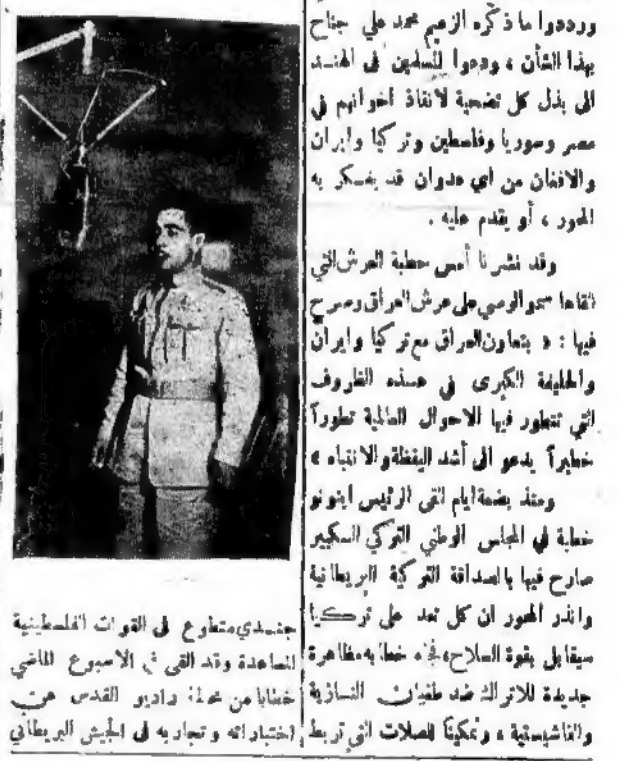 ورددوا ما ذكره الزعيم محمد علي جناح
بهذا الشأن ، ودعوا المسلمين في الهند
الى بذل كل تضحية لانقاذ اخوانهم في
مصر وسوريا وفلسطين وتركيا وايران
والافغان من اي عدوان قد يفكر به
المحور ، أو يقدم عليه .
وقد نشرنا أمس خطبة العرش التي
القاها سمو الوصي على عرش العراق وصرح
فيها : « بتعاون العراق مع تركيا وايران
والحليفة الكبرى في هذه الظروف
التي تتطور فيها الاحوال العالمية تطوراً
خطيراً يدعو الى أشد اليقظة والانتباه »
ومنذ بضعة ايام القى الرئيس اينونو
خطابة في المجلس الوطني التركي الكبير
صارح فيها بالصداقة التركية البريطانية
وانذر المحور ان كل تعد على تركيا
سيقابل بقوة السلاح، فجاء خطابه مظاهرة
جديدة للاتراك ضد طغيان النازية
والفاشيستية ، وتمكيناً للصلات التي تربط
جندي متطوع في القوات الفلسطينية
المساعدة وقد القى في الاسبوع الماضي
خطابا من محطة راديو القدس عن
اختباراته وتجاربه في الجيش البريطاني